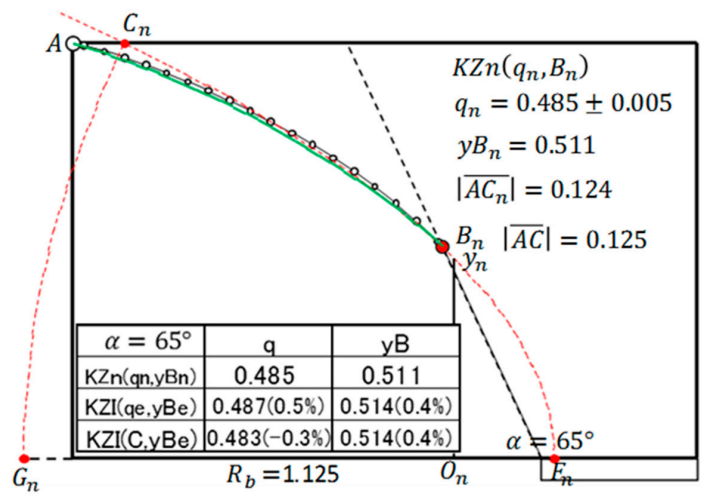 A
C_n
KZn(q_n, B_n)
q_n = 0.485 ± 0.005
yB_n = 0.511
|AC_n| = 0.124
B_n |AC| = 0.125
y_n
α = 65° q yB
KZn(qn,yBn) 0.485 0.511
KZI(qe,yBe) 0.487(0.5%) 0.514(0.4%)
KZI(C,yBe) 0.483(−0.3%) 0.514(0.4%)
α = 65°
G_n R_b = 1.125 O_n F_n